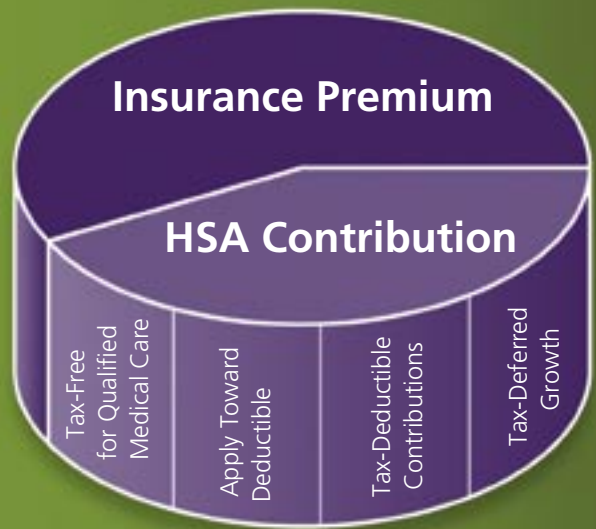 Insurance Premium
HSA Contribution
Tax-Free
for Qualified
Medical Care
Apply Toward
Deductible
Tax-Deductible
Contributions
Tax-Deferred
Growth